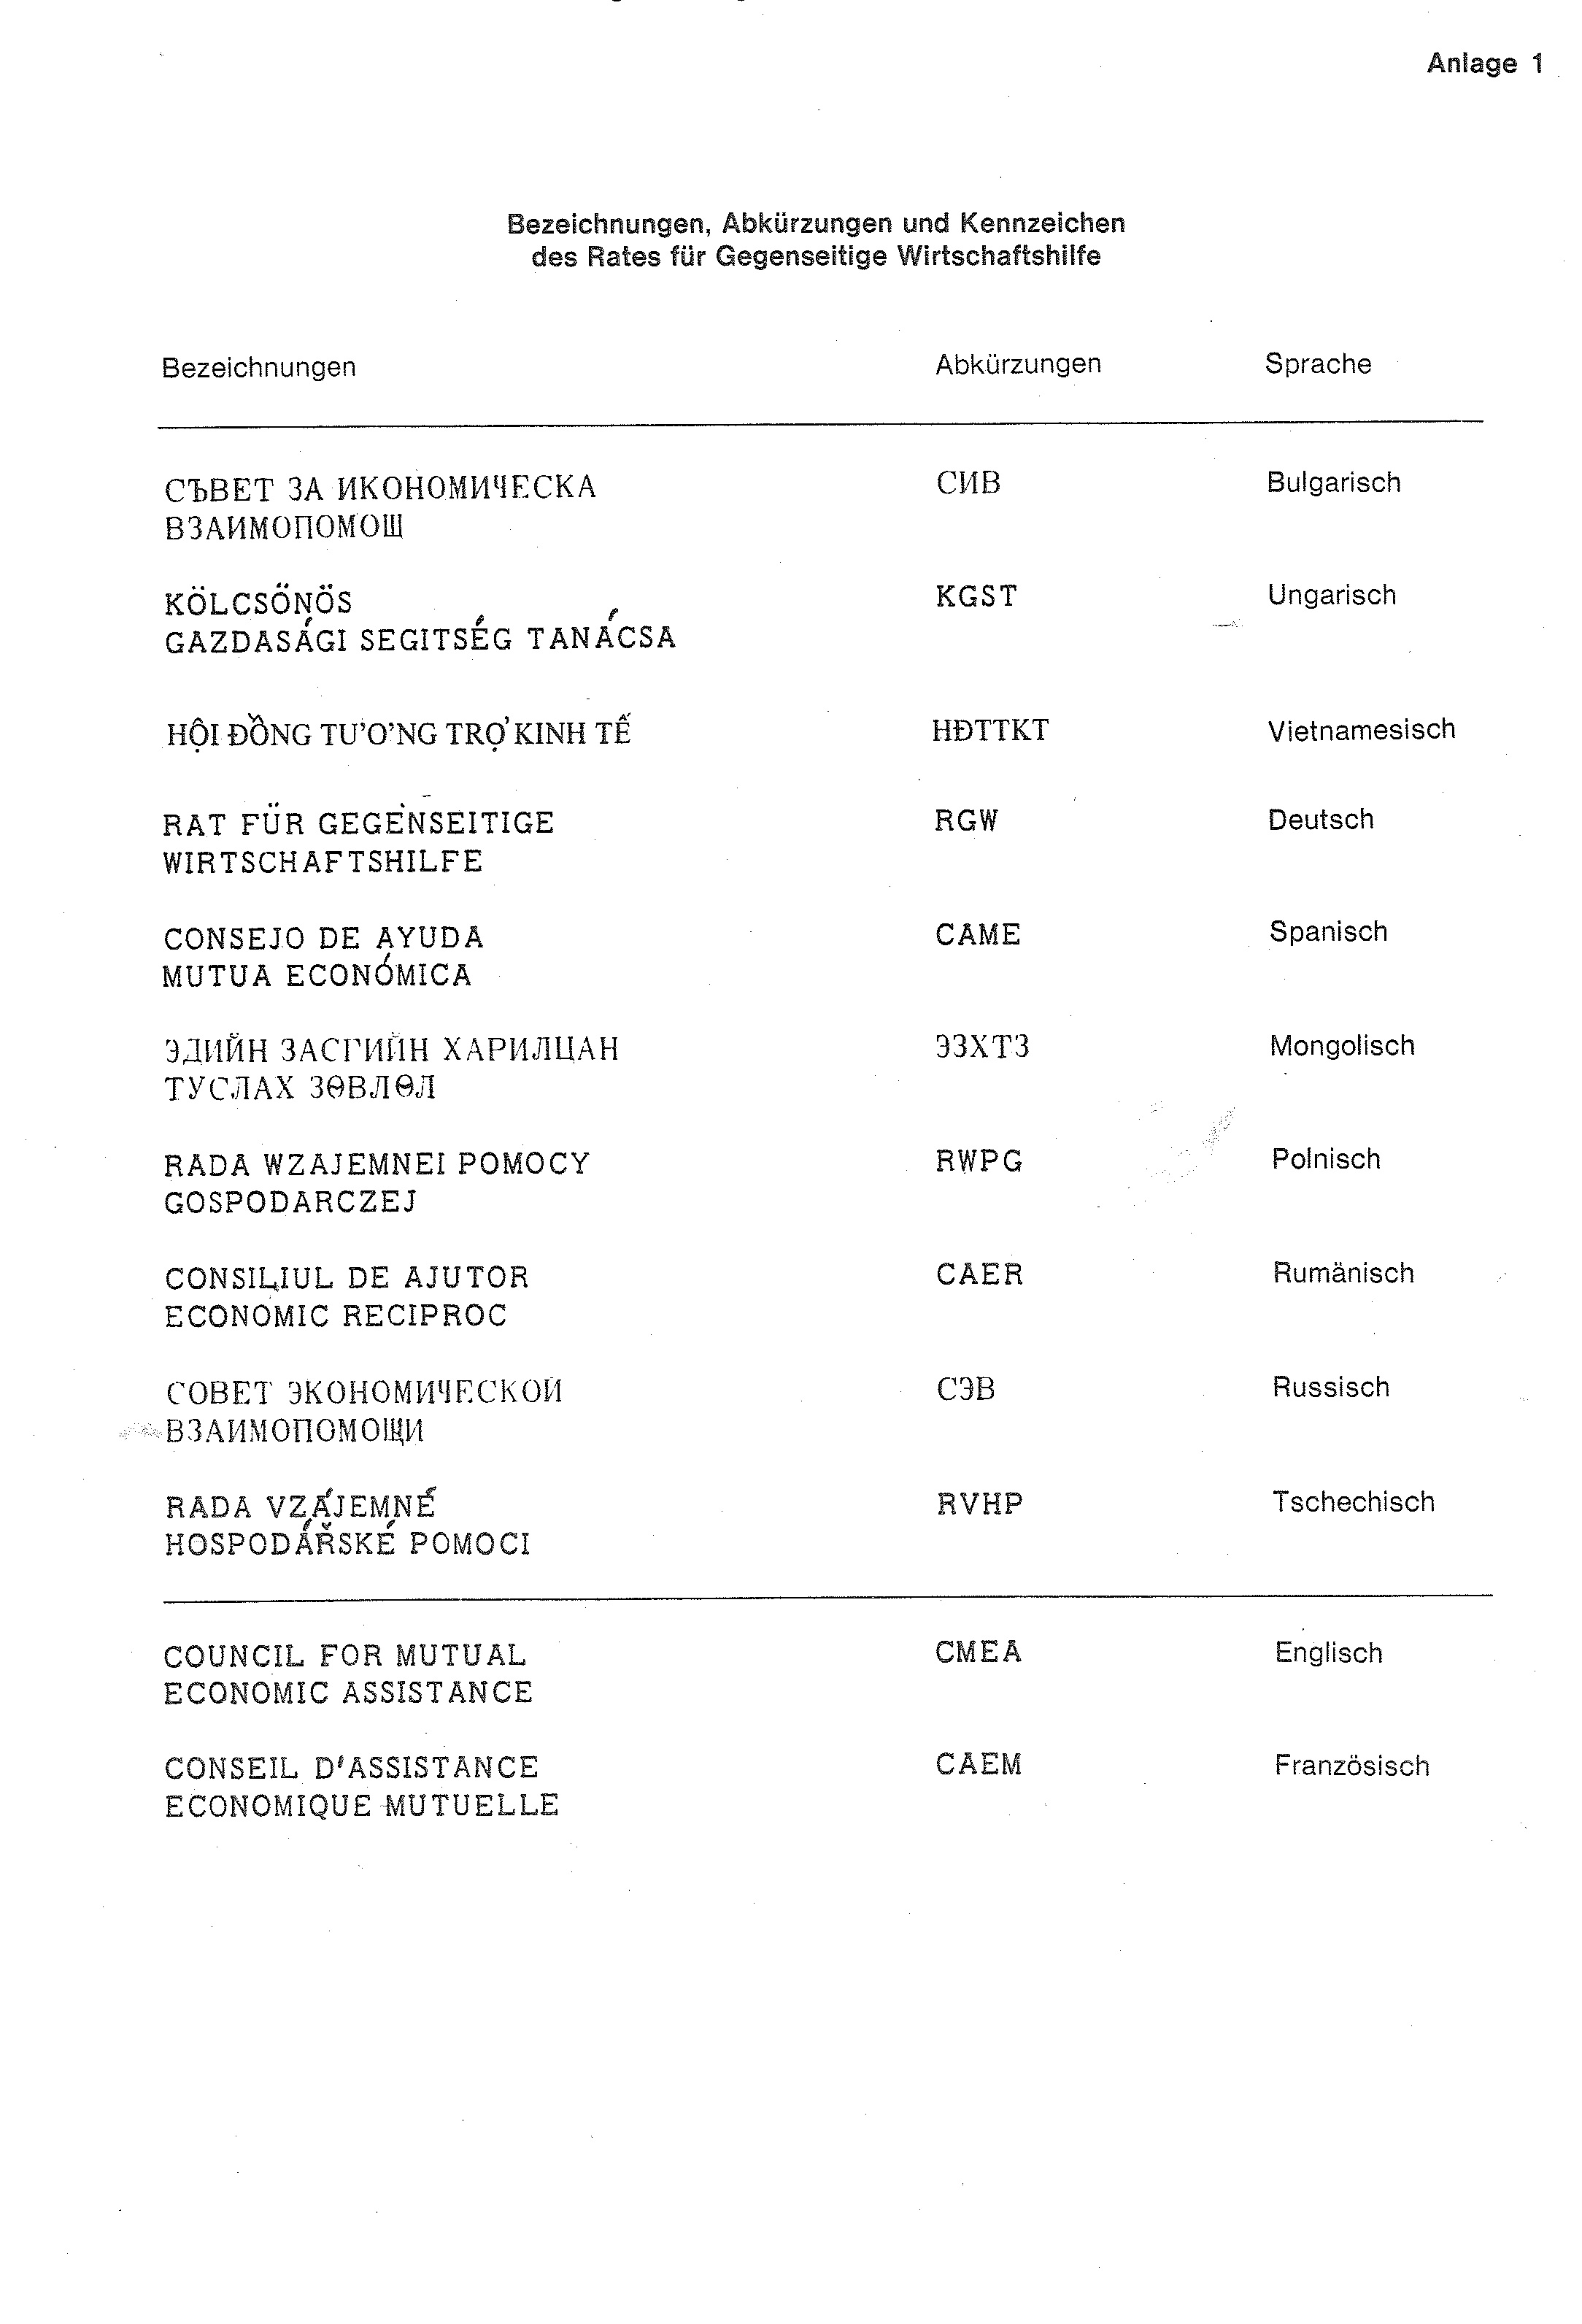 Anlage 1
Bezeichnungen, Abkürzungen und Kennzeichen
des Rates für Gegenseitige Wirtschaftshilfe
Bezeichnungen Abkürzungen Sprache
СЪВЕТ ЗА ИКОНОМИЧЕСКА СИВ Bulgarisch
ВЗАИМОПОМОЩ
KÖLCSÖNÖS KGST Ungarisch
GAZDASÁGI SEGITSÉG TANÁCSA
HỘI ĐỒNG TƯƠNG TRỢ KINH TẾ HĐTTKT Vietnamesisch
RAT FÜR GEGENSEITIGE RGW Deutsch
WIRTSCHAFTSHILFE
CONSEJO DE AYUDA CAME Spanisch
MUTUA ECONÓMICA
ЭДИЙН ЗАСГИЙН ХАРИЛЦАН ЭЗХТЗ Mongolisch
ТУСЛАХ ЗӨВЛӨЛ
RADA WZAJEMNEI POMOCY RWPG Polnisch
GOSPODARCZEJ
CONSILIUL DE AJUTOR CAER Rumänisch
ECONOMIC RECIPROC
СОВЕТ ЭКОНОМИЧЕСКОЙ СЭВ Russisch
ВЗАИМОПОМОЩИ
RADA VZÁJEMNÉ RVHP Tschechisch
HOSPODÁŘSKÉ POMOCI
COUNCIL FOR MUTUAL CMEA Englisch
ECONOMIC ASSISTANCE
CONSEIL D'ASSISTANCE CAEM Französisch
ECONOMIQUE MUTUELLE